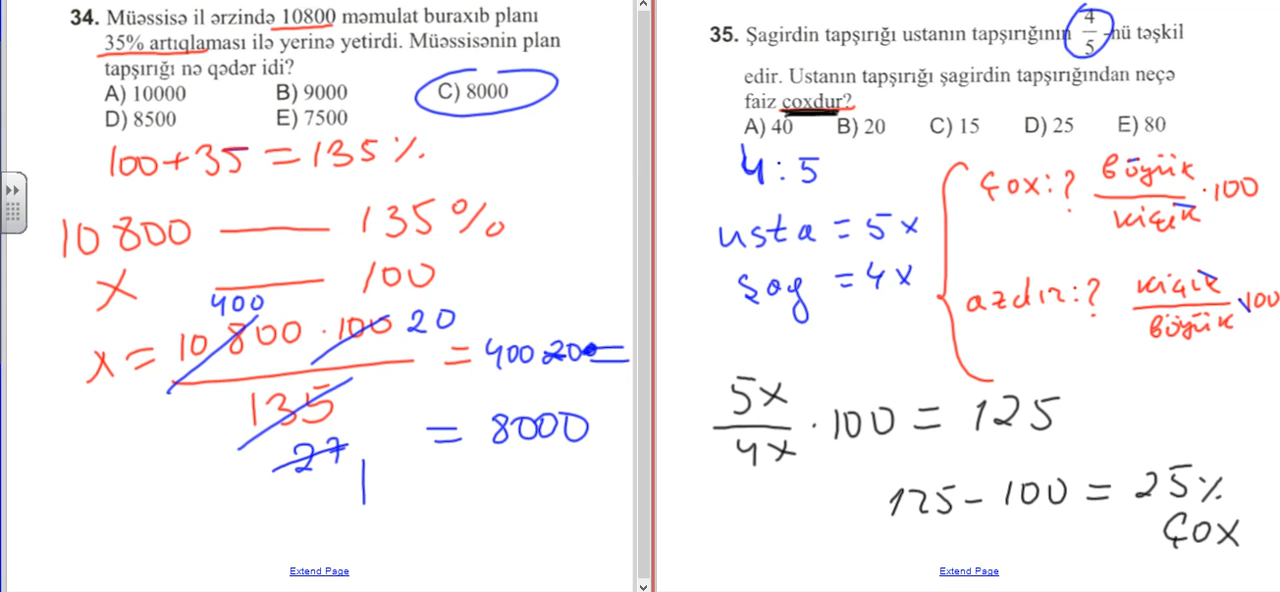 34. Müəssisə il ərzində 10800 məmulat buraxıb planı
35% artıqlaması ilə yerinə yetirdi. Müəssisənin plan
tapşırığı nə qədər idi?
A) 10000 B) 9000 C) 8000
D) 8500 E) 7500
100+35=135%
10800 — 135%
x — 100
400
x = 10800 · 100 20 = 400 20 =
135
27 1
= 8000
Extend Page
35. Şagirdin tapşırığı ustanın tapşırığının 4/5 -nü təşkil
edir. Ustanın tapşırığı şagirdin tapşırığından neçə
faiz çoxdur?
A) 40 B) 20 C) 15 D) 25 E) 80
4 : 5
usta = 5x
şag = 4x
çox:? böyük/kiçik · 100
azdır:? kiçik/böyük · 100
5x/4x · 100 = 125
125 - 100 = 25%
çox
Extend Page